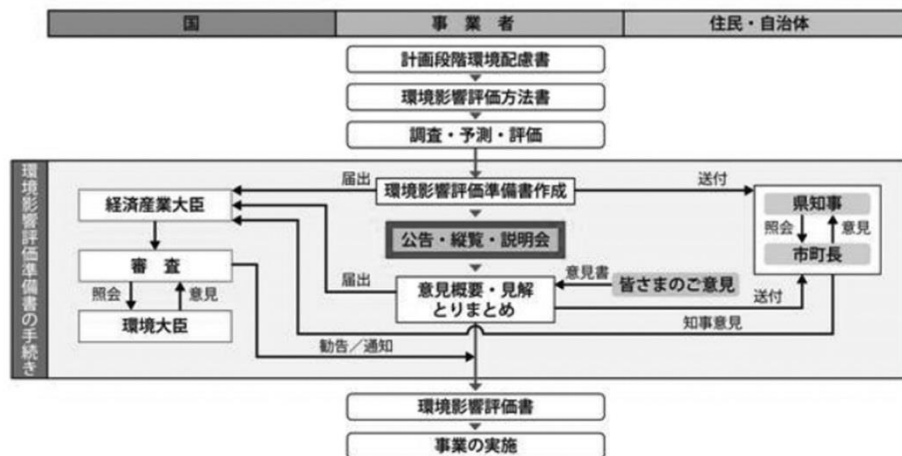 国
事業者
住民・自治体
計画段階環境配慮書
環境影響評価方法書
調査・予測・評価
環境影響評価準備書の手続き
届出
環境影響評価準備書作成
送付
経済産業大臣
県知事
照会
意見
市町長
公告・縦覧・説明会
審査
照会
意見
環境大臣
届出
意見概要・見解
とりまとめ
意見書
皆さまのご意見
送付
知事意見
勧告／通知
環境影響評価書
事業の実施